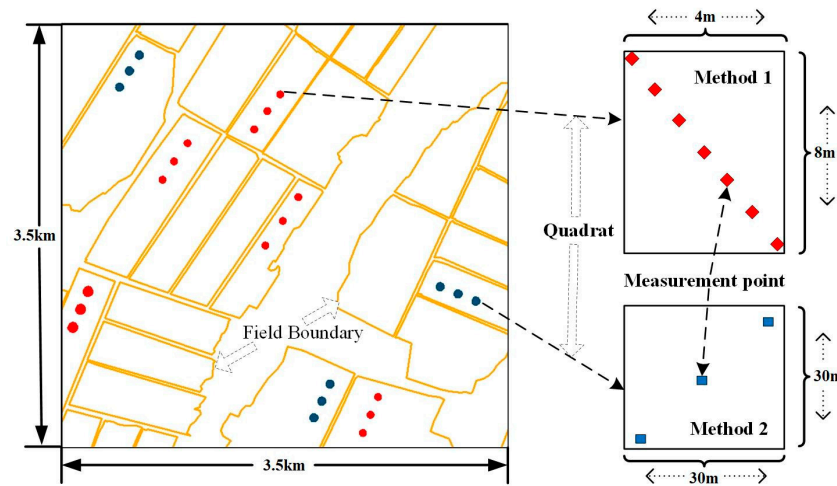 4m
Method 1
8m
3.5km
Quadrat
Measurement point
Field Boundary
30m
Method 2
3.5km
30m